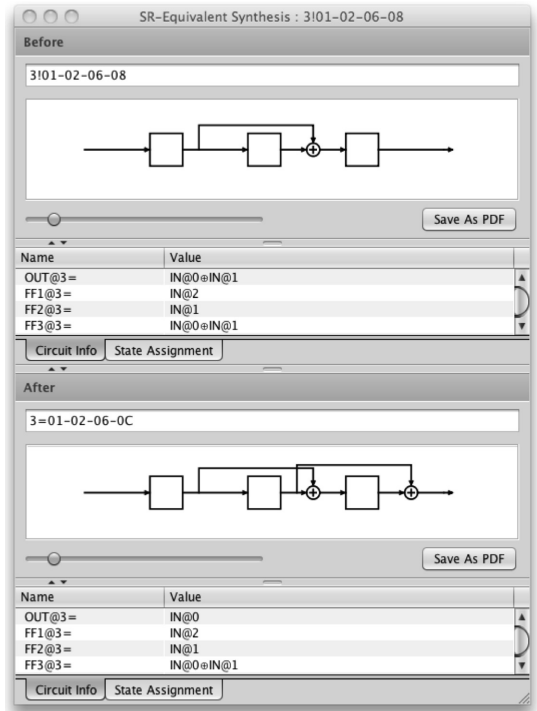 SR-Equivalent Synthesis : 3!01-02-06-08
Before
3!01-02-06-08
Save As PDF
Name Value
OUT@3= IN@0⊕IN@1
FF1@3= IN@2
FF2@3= IN@1
FF3@3= IN@0⊕IN@1
Circuit Info State Assignment
After
3=01-02-06-0C
Save As PDF
Name Value
OUT@3= IN@0
FF1@3= IN@2
FF2@3= IN@1
FF3@3= IN@0⊕IN@1
Circuit Info State Assignment